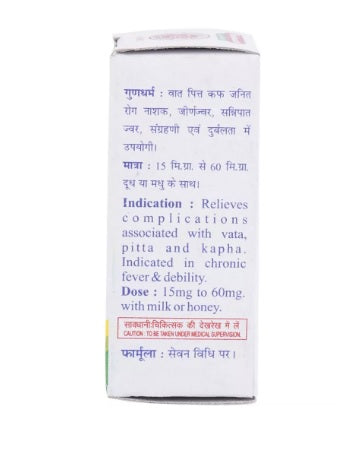 गुणधर्म : वात पित्त कफ जनित
रोग नाशक, जीर्णज्वर, सन्निपात
ज्वर, संग्रहणी एवं दुर्बलता में
उपयोगी।
मात्रा : 15 मि.ग्रा. से 60 मि.ग्रा.
दूध या मधु के साथ।
Indication : Relieves
complications
associated with vata,
pitta and kapha.
Indicated in chronic
fever & debility.
Dose : 15mg to 60mg.
with milk or honey.
सावधानी:चिकित्सक की देखरेख में लें
CAUTION : TO BE TAKEN UNDER MEDICAL SUPERVISION.
फार्मूला : सेवन विधि पर।